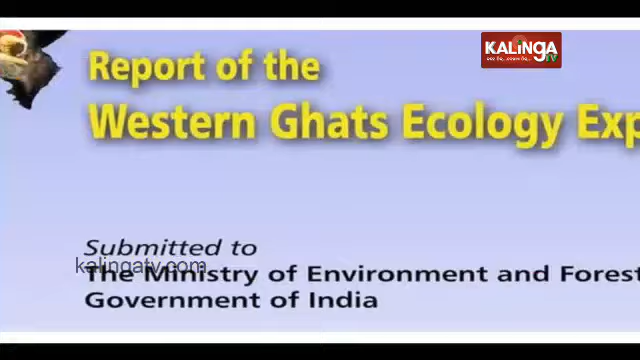 KALINGA
TV
Report of the
Western Ghats Ecology Exp
Submitted to
kalingatv.com
The Ministry of Environment and Forest
Government of India